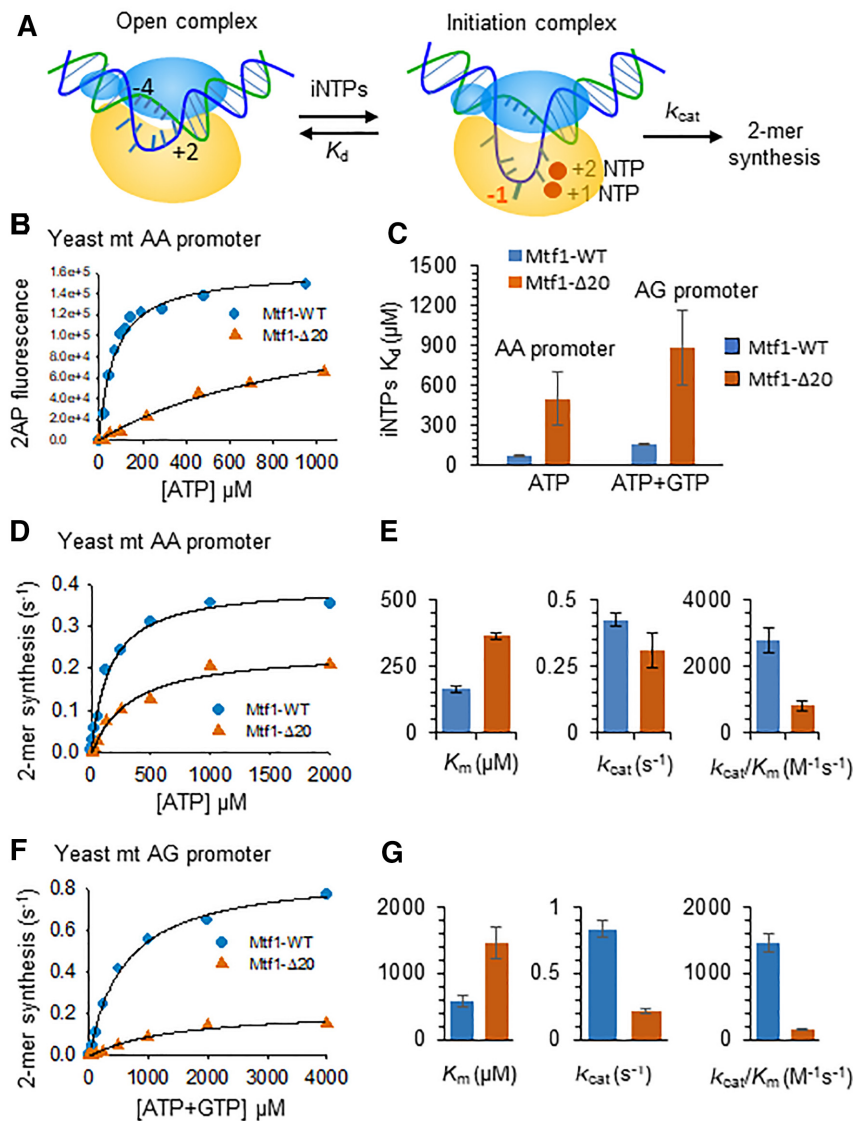 A
Open complex
Initiation complex
-4
+2
iNTPs
Kd
-1
+2 NTP
+1 NTP
kcat
2-mer
synthesis
B
Yeast mt AA promoter
2AP fluorescence
1.6e+5
1.4e+5
1.2e+5
1.0e+5
8.0e+4
6.0e+4
4.0e+4
2.0e+4
0.0
Mtf1-WT
Mtf1-Δ20
0 200 400 600 800 1000
[ATP] µM
C
Mtf1-WT
Mtf1-Δ20
iNTPs Kd (µM)
1500
1200
900
600
300
0
AA promoter
AG promoter
Mtf1-WT
Mtf1-Δ20
ATP
ATP+GTP
D
Yeast mt AA promoter
2-mer synthesis (s-1)
0.4
0.3
0.2
0.1
0.0
Mtf1-WT
Mtf1-Δ20
0 500 1000 1500 2000
[ATP] µM
E
500
250
0
Km (µM)
0.5
0.25
0
kcat (s-1)
4000
2000
0
kcat/Km (M-1s-1)
F
Yeast mt AG promoter
2-mer synthesis (s-1)
0.8
0.6
0.4
0.2
0.0
Mtf1-WT
Mtf1-Δ20
0 1000 2000 3000 4000
[ATP+GTP] µM
G
2000
1000
0
Km (µM)
1
0.5
0
kcat (s-1)
2000
1000
0
kcat/Km (M-1s-1)